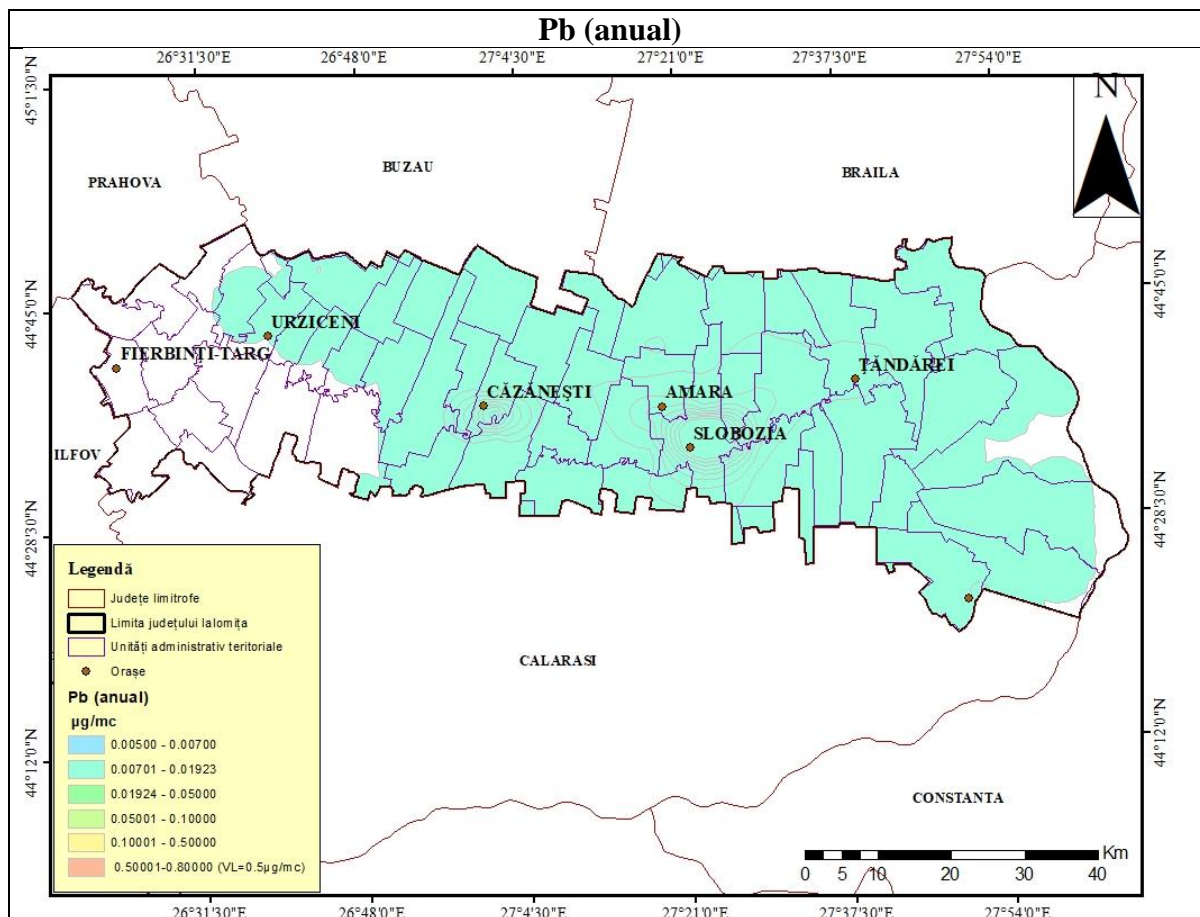 Pb (anual)
26°31'30"E 26°48'0"E 27°4'30"E 27°21'0"E 27°37'30"E 27°54'0"E
45°1'30"N
N
BUZAU
BRAILA
PRAHOVA
44°45'0"N
44°45'0"N
URZICENI
FIERBINTI-TARG
ȚĂNDĂREI
CĂZĂNEȘTI
AMARA
SLOBOZIA
ILFOV
44°28'30"N
44°28'30"N
Legendă
Județe limitrofe
Limita județului Ialomița
Unități administrativ teritoriale
Orașe
Pb (anual)
µg/mc
0.00500 - 0.00700
0.00701 - 0.01923
0.01924 - 0.05000
0.05001 - 0.10000
0.10001 - 0.50000
0.50001-0.80000 (VL=0.5µg/mc)
CALARASI
44°12'0"N
44°12'0"N
CONSTANTA
Km
0 5 10 20 30 40
26°31'30"E 26°48'0"E 27°4'30"E 27°21'0"E 27°37'30"E 27°54'0"E